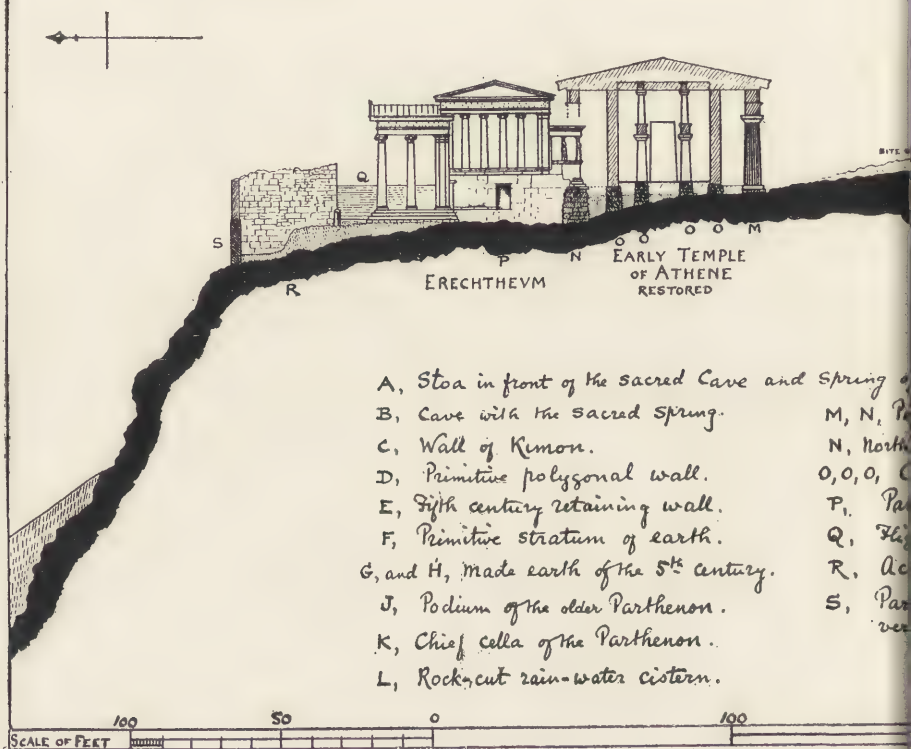 SITE
Q
S
R
P
N
O O O O M
ERECHTHEVM
EARLY TEMPLE
OF ATHENE
RESTORED
A, Stoa in front of the sacred Cave and Spring
B, Cave with the sacred Spring.
C, Wall of Kimon.
D, Primitive polygonal wall.
E, Fifth century retaining wall.
F, Primitive stratum of earth.
G, and H, Made earth of the 5th century.
J, Podium of the older Parthenon.
K, Chief cella of the Parthenon.
L, Rock-cut rain-water cistern.
M, N,
N, North
O,O,O,
P,
Q,
R,
S,
100 50 0 100
SCALE OF FEET